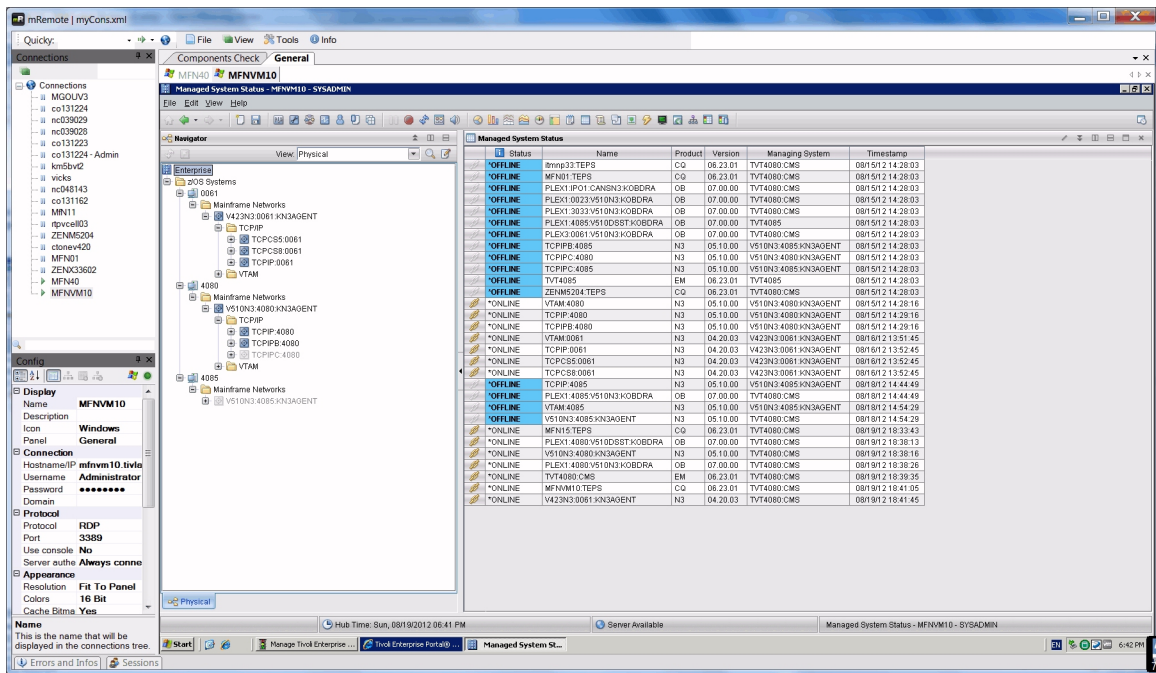 mRemote | myCons.xml
Quicky:
File View Tools Info
Connections
Components Check General
MFN40 MFNVM10
Connections
MGOUV3
co131224
nc039029
nc039028
co131223
co131224 - Admin
km5bvt2
vicks
nc048143
co131162
MfN11
rtpvcell03
ZENM5204
ctonev420
MFN01
ZENX33602
MFN40
MFNVM10
Config
Display
Name MFNVM10
Description
Icon Windows
Panel General
Connection
Hostname/IP mfnvm10.tivla
Username Administrator
Password ●●●●●●●●
Domain
Protocol
Protocol RDP
Port 3389
Use console No
Server authe Always conne
Appearance
Resolution Fit To Panel
Colors 16 Bit
Cache Bitma Yes
Name
This is the name that will be
displayed in the connections tree.
Errors and Infos Sessions
Managed System Status - MFNVM10 - SYSADMIN
File Edit View Help
Navigator
View: Physical
Enterprise
z/OS Systems
0061
Mainframe Networks
V423N3:0061:KN3AGENT
TCP/IP
TCPCS5:0061
TCPCS8:0061
TCPIP:0061
VTAM
4080
Mainframe Networks
V510N3:4080:KN3AGENT
TCP/IP
TCPIP:4080
TCPIPB:4080
TCPIPC:4080
VTAM
4085
Mainframe Networks
V510N3:4085:KN3AGENT
Physical
Managed System Status
Status Name Product Version Managing System Timestamp
*OFFLINE itmnp33:TEPS CQ 06.23.01 TVT4080:CMS 08/15/12 14:28:03
*OFFLINE MFN01:TEPS CQ 06.23.01 TVT4080:CMS 08/15/12 14:28:03
*OFFLINE PLEX1:IPO1:CANSN3:KOBDRA OB 07.00.00 TVT4080:CMS 08/15/12 14:28:03
*OFFLINE PLEX1:0023:V510N3:KOBDRA OB 07.00.00 TVT4080:CMS 08/15/12 14:28:03
*OFFLINE PLEX1:3033:V510N3:KOBDRA OB 07.00.00 TVT4080:CMS 08/15/12 14:28:03
*OFFLINE PLEX1:4085:V510DSST:KOBDRA OB 07.00.00 TVT4085 08/15/12 14:28:03
*OFFLINE PLEX3:0061:V510N3:KOBDRA OB 07.00.00 TVT4080:CMS 08/15/12 14:28:03
*OFFLINE TCPIPB:4085 N3 05.10.00 V510N3:4085:KN3AGENT 08/15/12 14:28:03
*OFFLINE TCPIPC:4080 N3 05.10.00 V510N3:4080:KN3AGENT 08/15/12 14:28:03
*OFFLINE TCPIPC:4085 N3 05.10.00 V510N3:4085:KN3AGENT 08/15/12 14:28:03
*OFFLINE TVT4085 EM 06.23.01 TVT4085 08/15/12 14:28:03
*OFFLINE ZENM5204:TEPS CQ 06.23.01 TVT4080:CMS 08/15/12 14:28:03
*ONLINE VTAM:4080 N3 05.10.00 V510N3:4080:KN3AGENT 08/15/12 14:28:16
*ONLINE TCPIP:4080 N3 05.10.00 V510N3:4080:KN3AGENT 08/15/12 14:29:16
*ONLINE TCPIPB:4080 N3 05.10.00 V510N3:4080:KN3AGENT 08/15/12 14:29:16
*ONLINE VTAM:0061 N3 04.20.03 V423N3:0061:KN3AGENT 08/16/12 13:51:45
*ONLINE TCPIP:0061 N3 04.20.03 V423N3:0061:KN3AGENT 08/16/12 13:52:45
*ONLINE TCPCS5:0061 N3 04.20.03 V423N3:0061:KN3AGENT 08/16/12 13:52:45
*ONLINE TCPCS8:0061 N3 04.20.03 V423N3:0061:KN3AGENT 08/16/12 13:52:45
*OFFLINE TCPIP:4085 N3 05.10.00 V510N3:4085:KN3AGENT 08/18/12 14:44:49
*OFFLINE PLEX1:4085:V510N3:KOBDRA OB 07.00.00 TVT4080:CMS 08/18/12 14:44:49
*OFFLINE VTAM:4085 N3 05.10.00 V510N3:4085:KN3AGENT 08/18/12 14:54:29
*OFFLINE V510N3:4085:KN3AGENT N3 05.10.00 TVT4080:CMS 08/18/12 14:54:29
*ONLINE MFN15:TEPS CQ 06.23.01 TVT4080:CMS 08/19/12 18:33:43
*ONLINE PLEX1:4080:V510DSST:KOBDRA OB 07.00.00 TVT4080:CMS 08/19/12 18:38:13
*ONLINE V510N3:4080:KN3AGENT N3 05.10.00 TVT4080:CMS 08/19/12 18:38:16
*ONLINE PLEX1:4080:V510N3:KOBDRA OB 07.00.00 TVT4080:CMS 08/19/12 18:38:26
*ONLINE TVT4080:CMS EM 06.23.01 TVT4080:CMS 08/19/12 18:39:35
*ONLINE MFNVM10:TEPS CQ 06.23.01 TVT4080:CMS 08/19/12 18:41:05
*ONLINE V423N3:0061:KN3AGENT N3 04.20.03 TVT4080:CMS 08/19/12 18:41:45
Hub Time: Sun, 08/19/2012 06:41 PM Server Available Managed System Status - MFNVM10 - SYSADMIN
Start Manage Tivoli Enterprise ... Tivoli Enterprise Portal® ... Managed System St... EN 6:42 PM